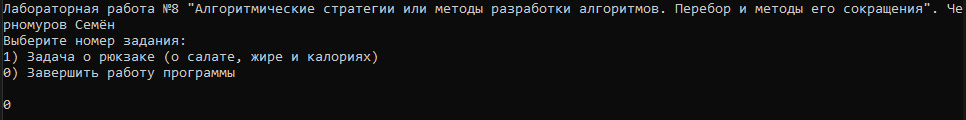 Лабораторная работа №8 "Алгоритмические стратегии или методы разработки алгоритмов. Перебор и методы его сокращения". Че
рномуров Семён
Выберите номер задания:
1) Задача о рюкзаке (о салате, жире и калориях)
0) Завершить работу программы
0